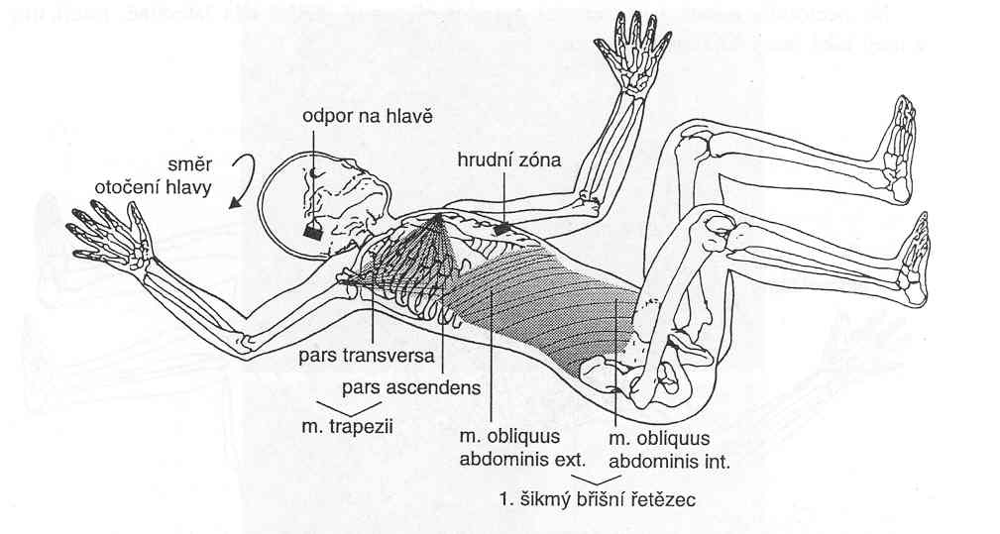 odpor na hlavě
směr
otočení hlavy
hrudní zóna
pars transversa
pars ascendens
m. trapezii
m. obliquus
abdominis ext.
m. obliquus
abdominis int.
1. šikmý břišní řetězec